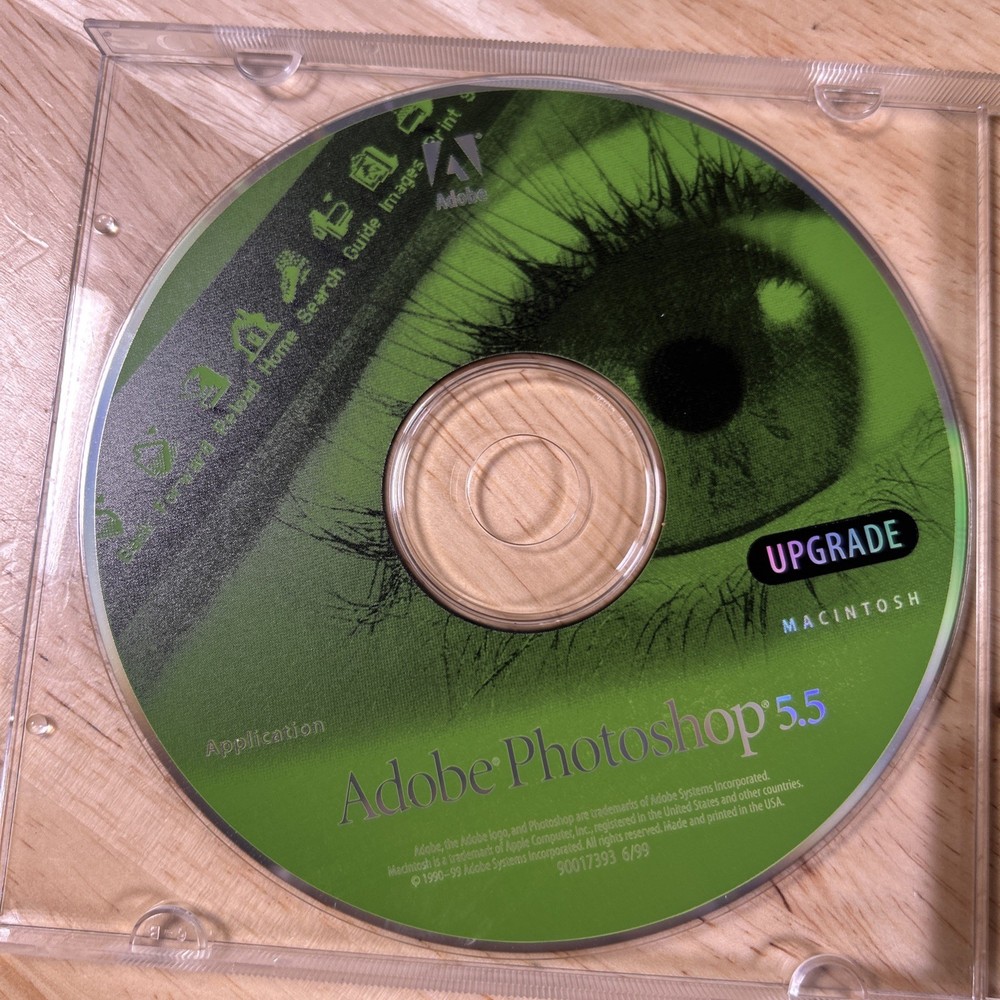 Adobe
Back Forward Reload Home Search Guide Images Print S
UPGRADE
MACINTOSH
Application
Adobe® Photoshop® 5.5
Adobe, the Adobe logo, and Photoshop are trademarks of Adobe Systems Incorporated.
Macintosh is a trademark of Apple Computer, Inc., registered in the United States and other countries.
© 1990–99 Adobe Systems Incorporated. All rights reserved. Made and printed in the USA.
90017393 6/99